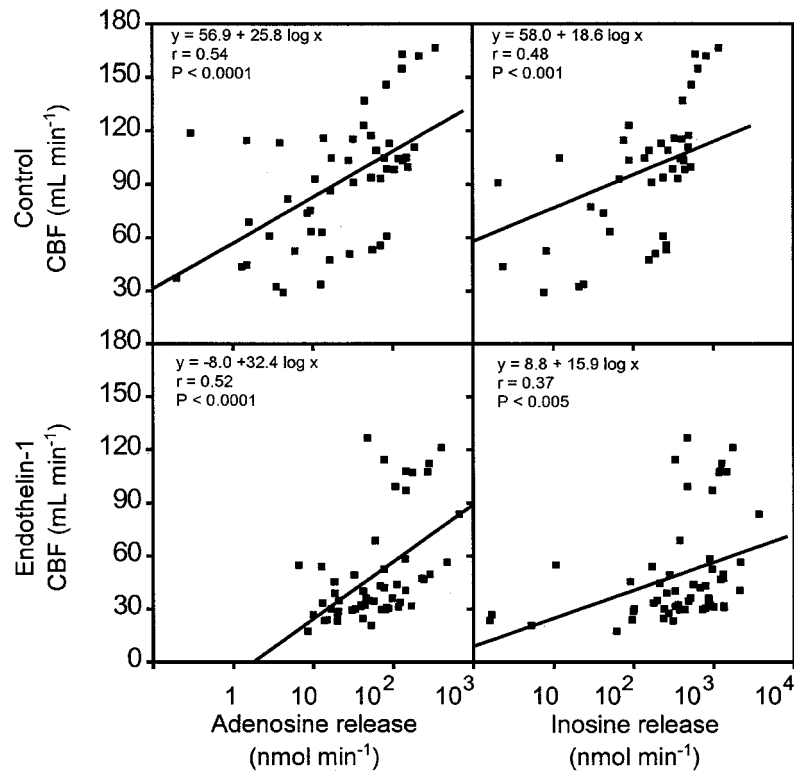 y = 56.9 + 25.8 log x
r = 0.54
P < 0.0001
y = 58.0 + 18.6 log x
r = 0.48
P < 0.001
180
150
120
90
60
30
Control
CBF (mL min⁻¹)
y = -8.0 +32.4 log x
r = 0.52
P < 0.0001
y = 8.8 + 15.9 log x
r = 0.37
P < 0.005
180
150
120
90
60
30
0
Endothelin-1
CBF (mL min⁻¹)
1 10 10² 10³ 10 10² 10³ 10⁴
Adenosine release
(nmol min⁻¹)
Inosine release
(nmol min⁻¹)